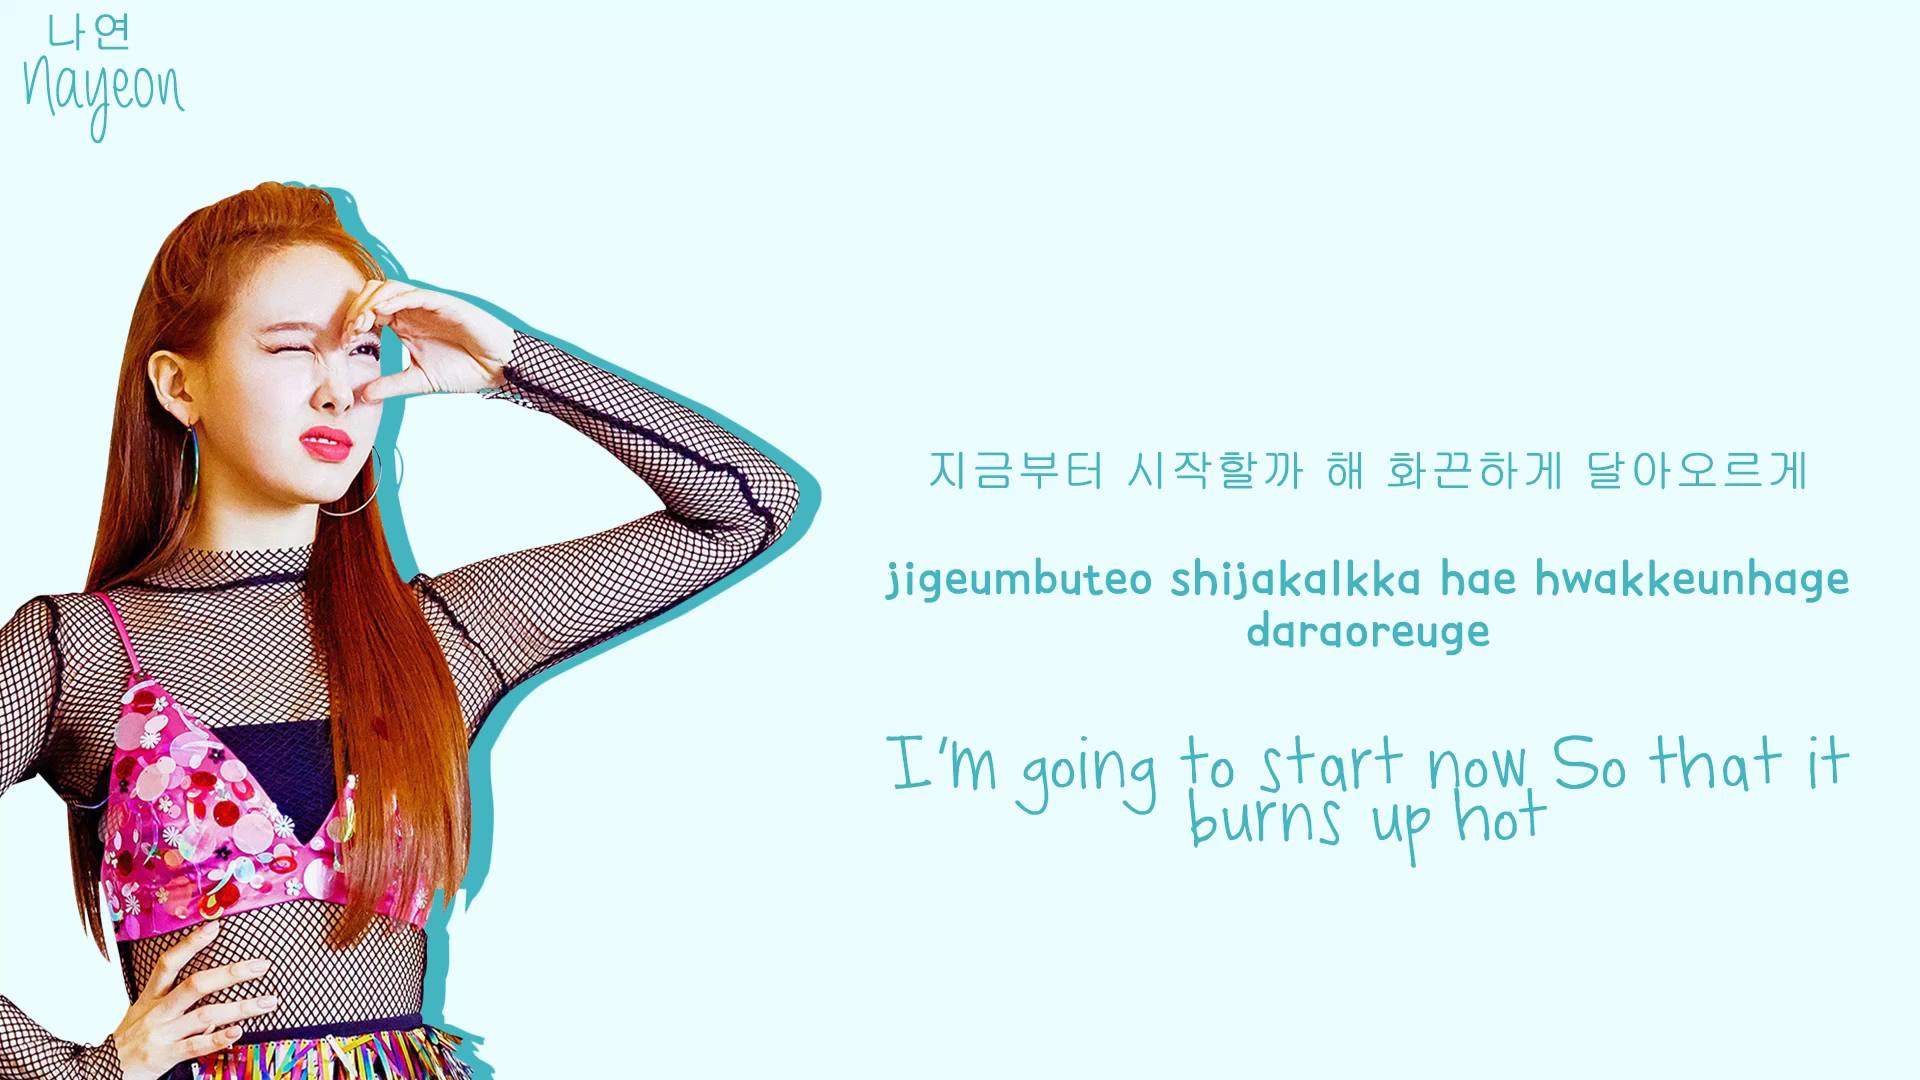 나연
Nayeon
지금부터 시작할까 해 화끈하게 달아오르게
jigeumbuteo shijakalkka hae hwakkeunhage
daraoreuge
I'm going to start now So that it
burns up hot